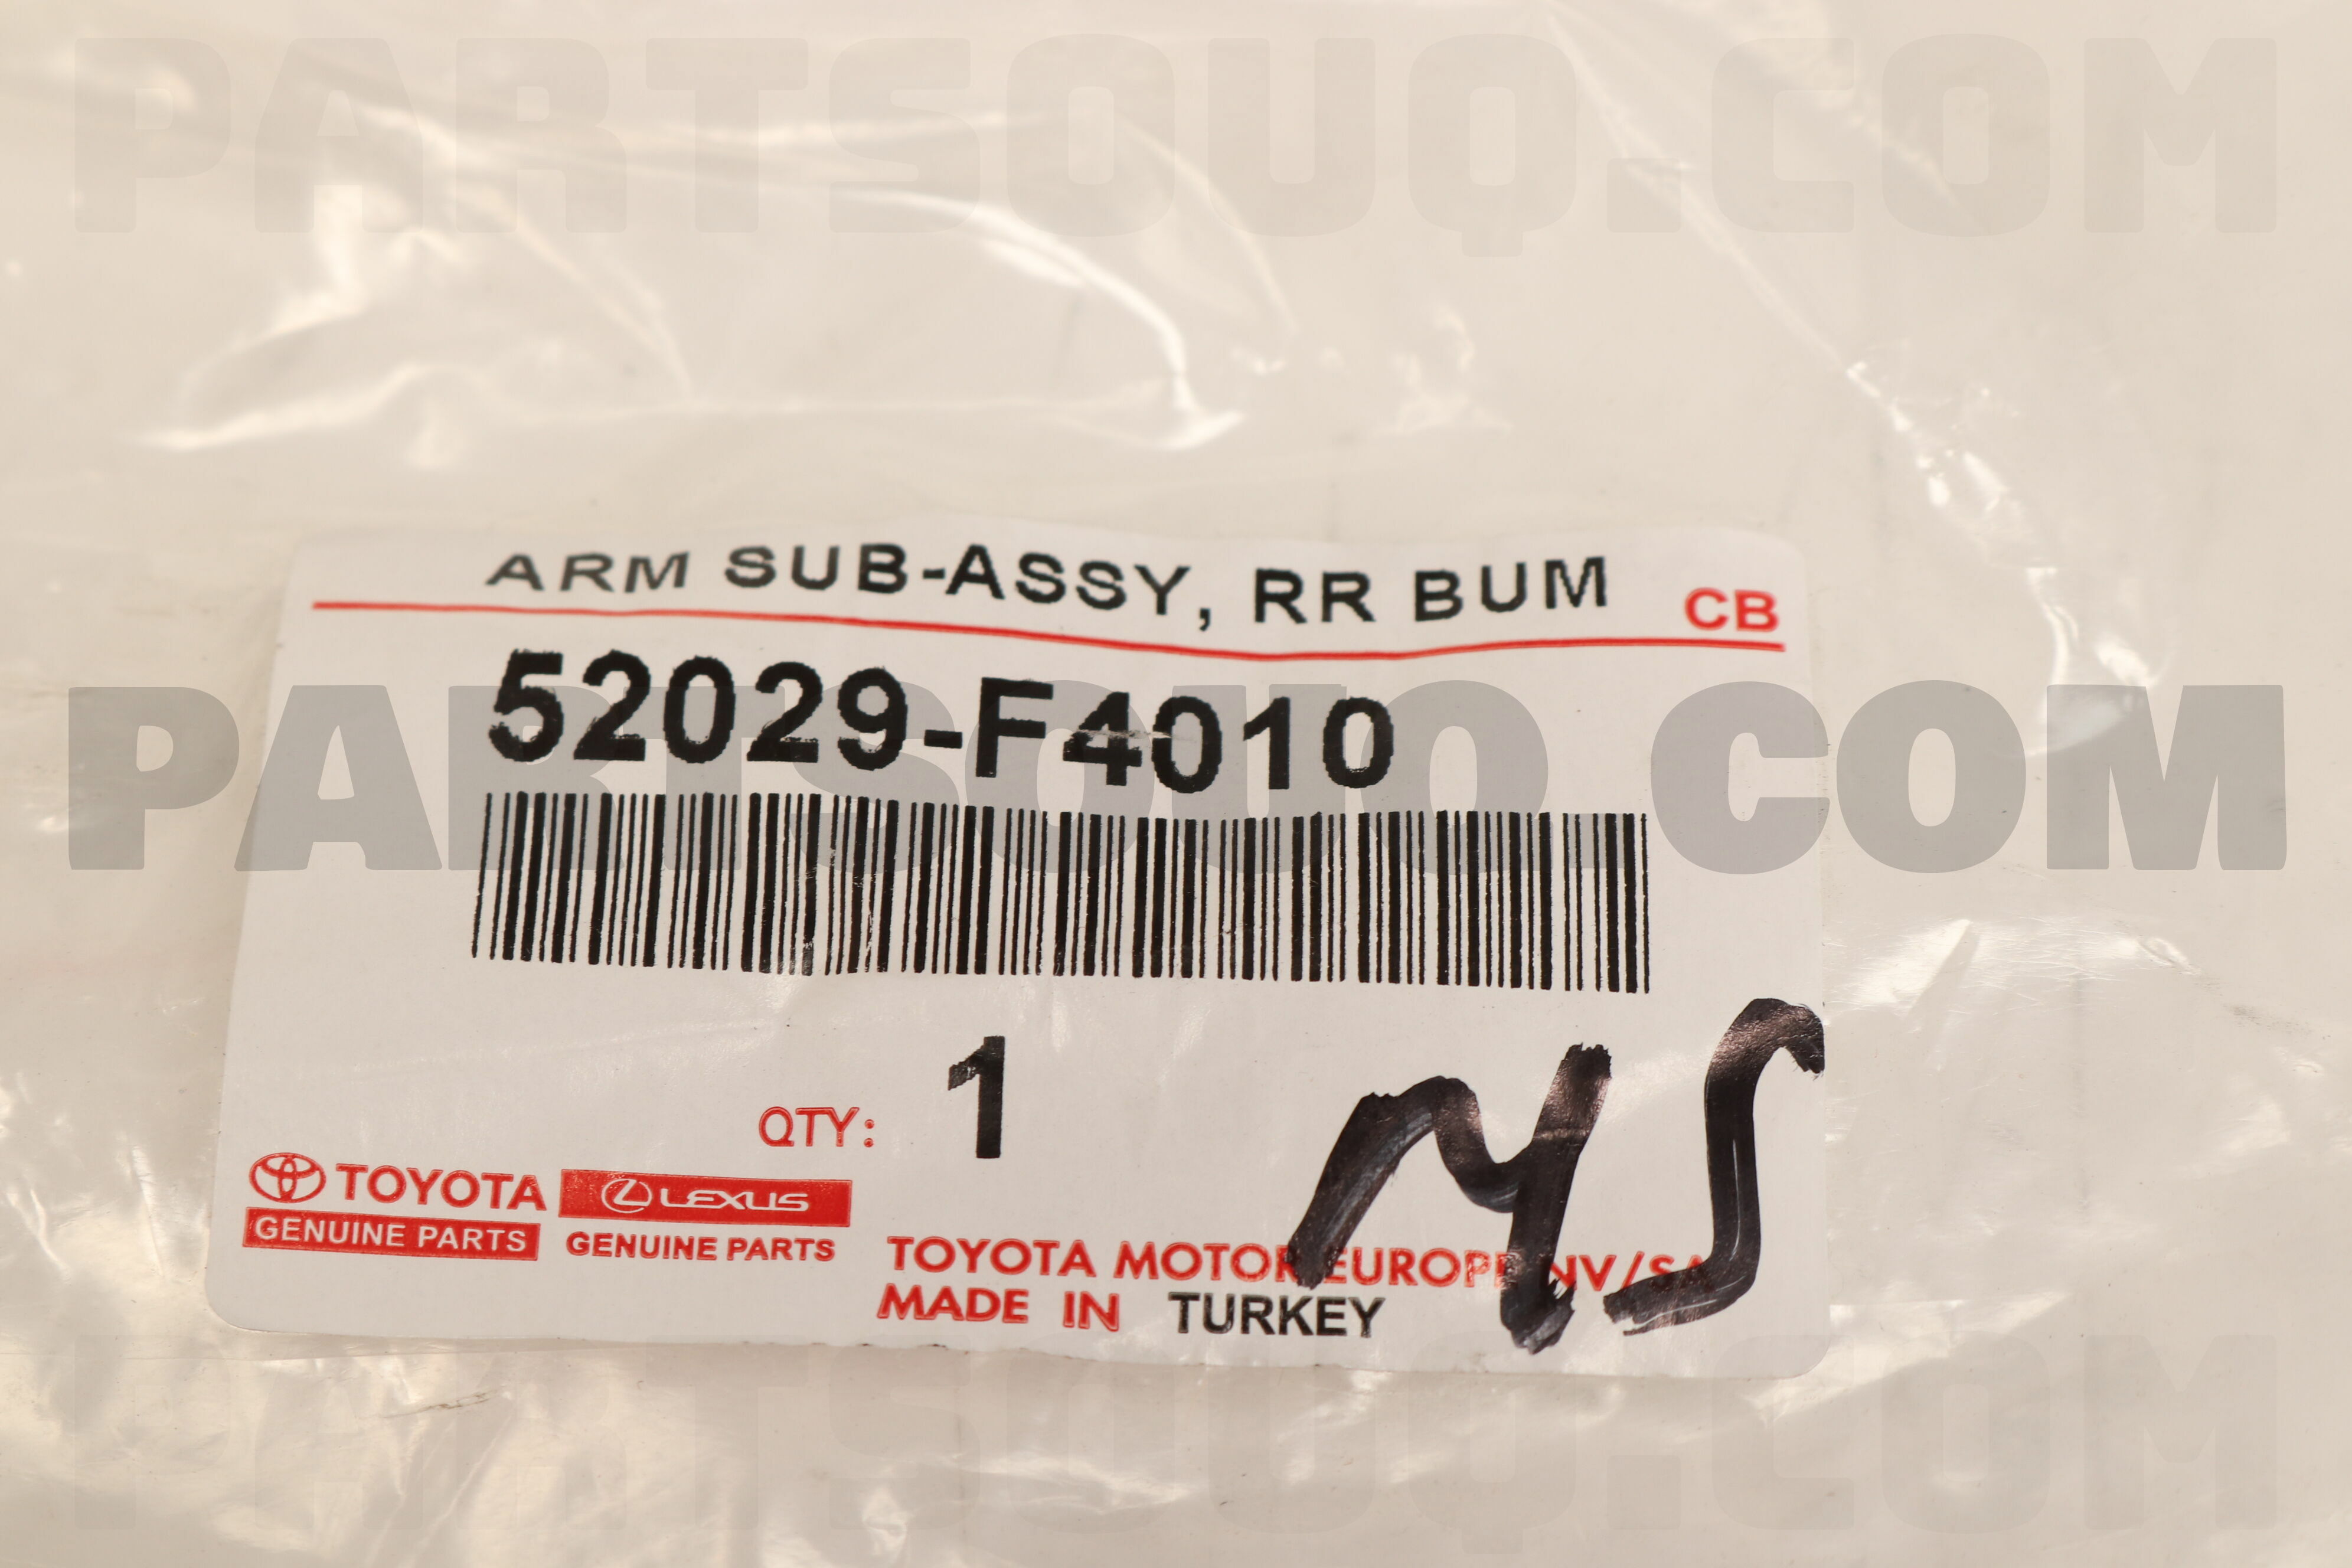 PARTSOUQ.COM
ARM SUB-ASSY, RR BUM
CB
52029-F4010
PARTSOUQ.COM
QTY: 1
TOYOTA
GENUINE PARTS
LEXUS
GENUINE PARTS
TOYOTA MOTOR EUROPE NV/SA
MADE IN TURKEY
PARTSOUQ.COM